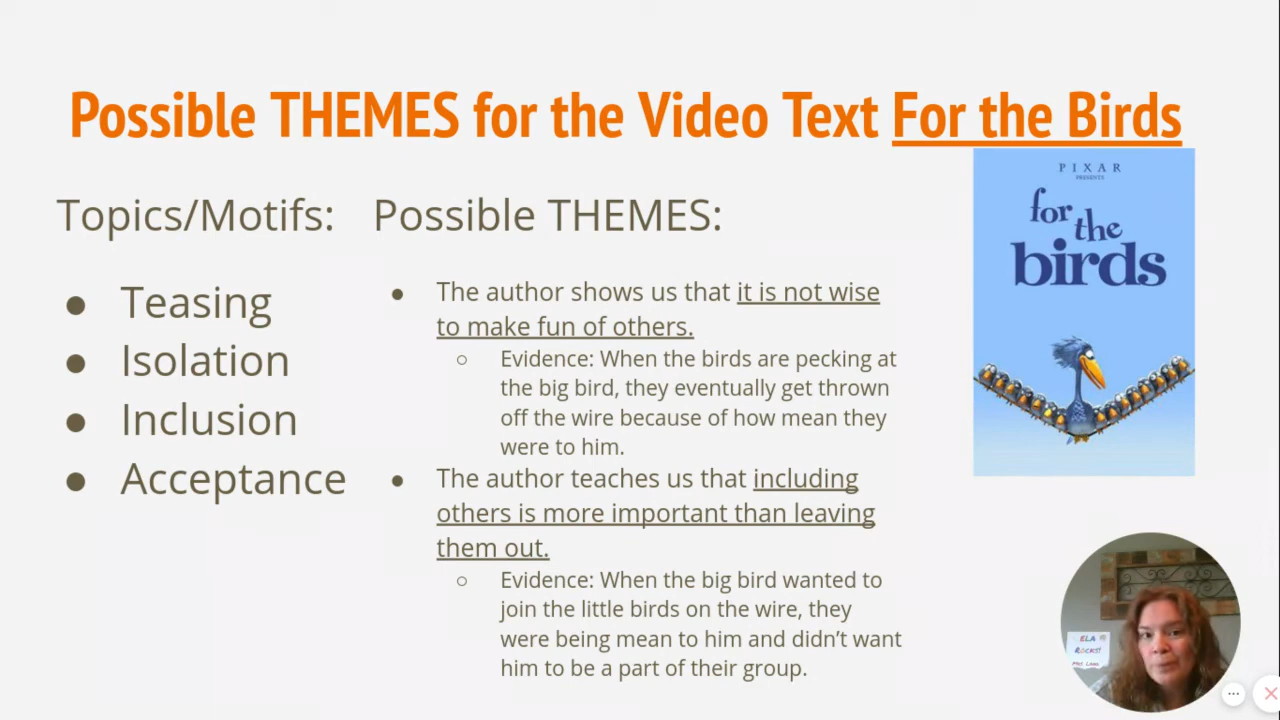 Possible THEMES for the Video Text For the Birds
Topics/Motifs:
● Teasing
● Isolation
● Inclusion
● Acceptance
Possible THEMES:
● The author shows us that it is not wise
to make fun of others.
○ Evidence: When the birds are pecking at
the big bird, they eventually get thrown
off the wire because of how mean they
were to him.
● The author teaches us that including
others is more important than leaving
them out.
○ Evidence: When the big bird wanted to
join the little birds on the wire, they
were being mean to him and didn’t want
him to be a part of their group.
PIXAR
PRESENTS
for
the
birds
ELA
ROCKS!